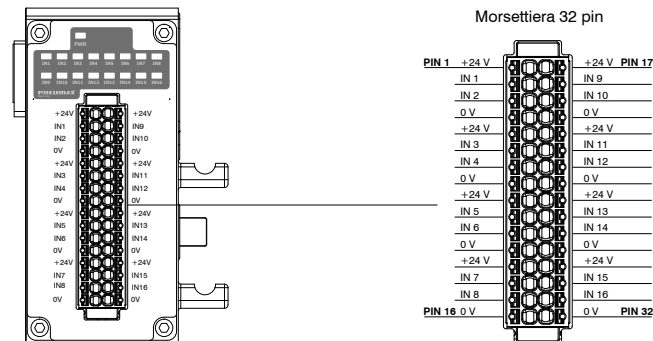 PWR
IN1 IN2 IN3 IN4 IN5 IN6 IN7 IN8
IN9 IN10 IN11 IN12 IN13 IN14 IN15 IN16
PNEUMAX
+24V +24V
IN1 IN9
IN2 IN10
0V 0V
+24V +24V
IN3 IN11
IN4 IN12
0V 0V
+24V +24V
IN5 IN13
IN6 IN14
0V 0V
+24V +24V
IN7 IN15
IN8 IN16
0V 0V
Morsettiera 32 pin
PIN 1 +24 V +24 V PIN 17
IN 1 IN 9
IN 2 IN 10
0 V 0 V
+24 V +24 V
IN 3 IN 11
IN 4 IN 12
0 V 0 V
+24 V +24 V
IN 5 IN 13
IN 6 IN 14
0 V 0 V
+24 V +24 V
IN 7 IN 15
IN 8 IN 16
PIN 16 0 V 0 V PIN 32